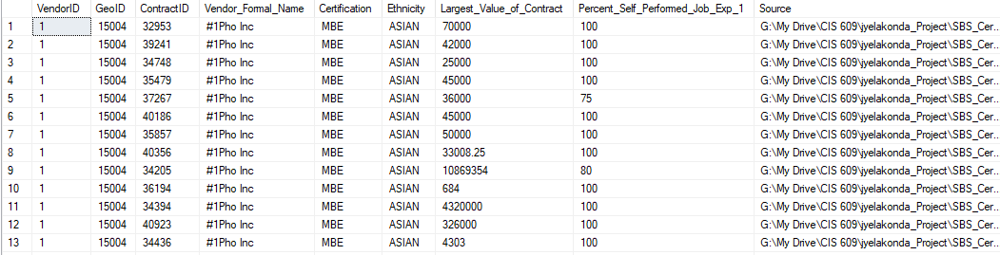 VendorID GeoID ContractID Vendor_Formal_Name Certification Ethnicity Largest_Value_of_Contract Percent_Self_Performed_Job_Exp_1 Source
1 1 15004 32953 #1Pho Inc MBE ASIAN 70000 100 G:\My Drive\CIS 609\jyelakonda_Project\SBS_Cer...
2 1 15004 39241 #1Pho Inc MBE ASIAN 42000 100 G:\My Drive\CIS 609\jyelakonda_Project\SBS_Cer...
3 1 15004 34748 #1Pho Inc MBE ASIAN 25000 100 G:\My Drive\CIS 609\jyelakonda_Project\SBS_Cer...
4 1 15004 35479 #1Pho Inc MBE ASIAN 45000 100 G:\My Drive\CIS 609\jyelakonda_Project\SBS_Cer...
5 1 15004 37267 #1Pho Inc MBE ASIAN 36000 75 G:\My Drive\CIS 609\jyelakonda_Project\SBS_Cer...
6 1 15004 40186 #1Pho Inc MBE ASIAN 45000 100 G:\My Drive\CIS 609\jyelakonda_Project\SBS_Cer...
7 1 15004 35857 #1Pho Inc MBE ASIAN 50000 100 G:\My Drive\CIS 609\jyelakonda_Project\SBS_Cer...
8 1 15004 40356 #1Pho Inc MBE ASIAN 33008.25 100 G:\My Drive\CIS 609\jyelakonda_Project\SBS_Cer...
9 1 15004 34205 #1Pho Inc MBE ASIAN 10869354 80 G:\My Drive\CIS 609\jyelakonda_Project\SBS_Cer...
10 1 15004 36194 #1Pho Inc MBE ASIAN 684 100 G:\My Drive\CIS 609\jyelakonda_Project\SBS_Cer...
11 1 15004 34394 #1Pho Inc MBE ASIAN 4320000 100 G:\My Drive\CIS 609\jyelakonda_Project\SBS_Cer...
12 1 15004 40923 #1Pho Inc MBE ASIAN 326000 100 G:\My Drive\CIS 609\jyelakonda_Project\SBS_Cer...
13 1 15004 34436 #1Pho Inc MBE ASIAN 4303 100 G:\My Drive\CIS 609\jyelakonda_Project\SBS_Cer...